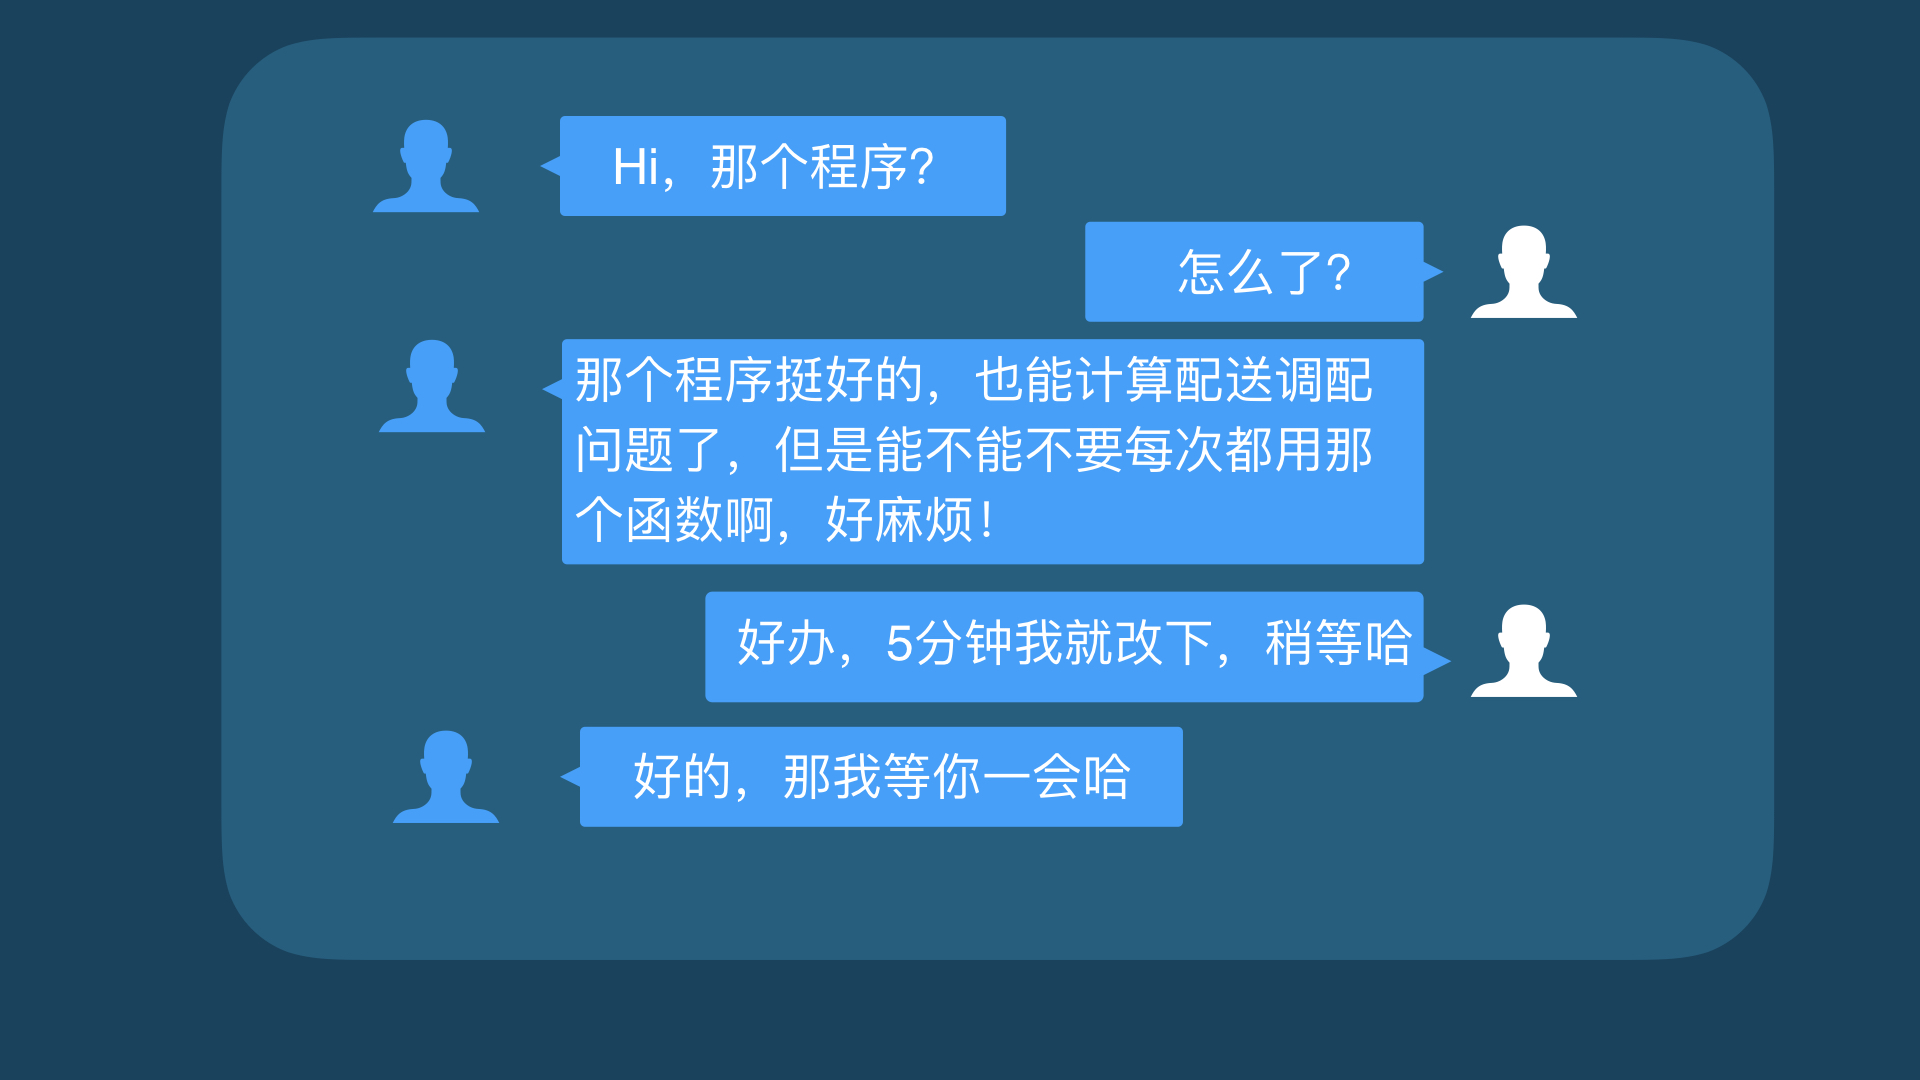 Hi，那个程序?
怎么了?
那个程序挺好的，也能计算配送调配
问题了，但是能不能不要每次都用那
个函数啊，好麻烦！
好办，5分钟我就改下，稍等哈
好的，那我等你一会哈